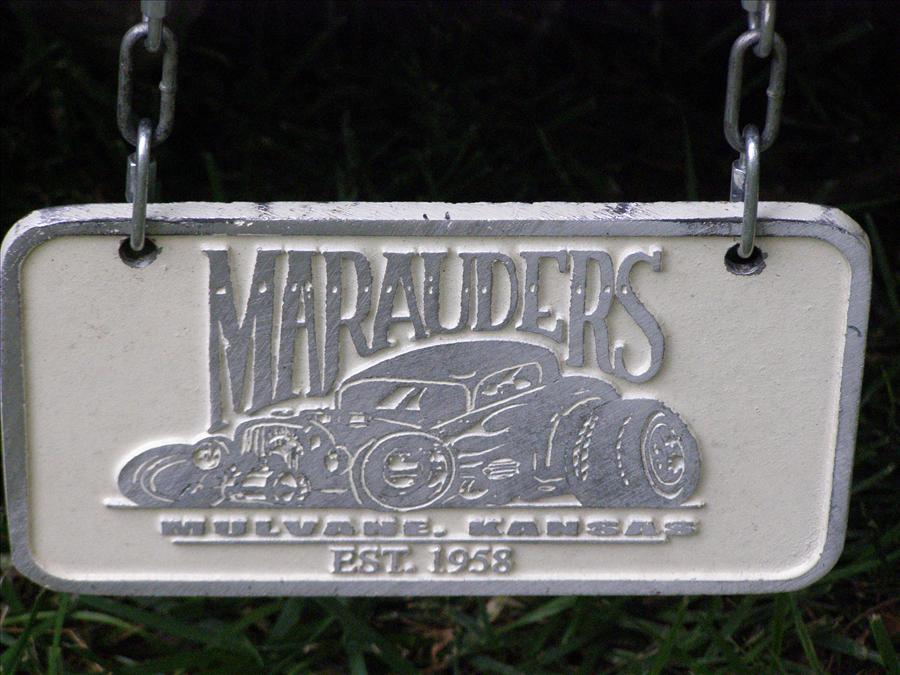 MARAUDERS
MULVANE, KANSAS
EST. 1958